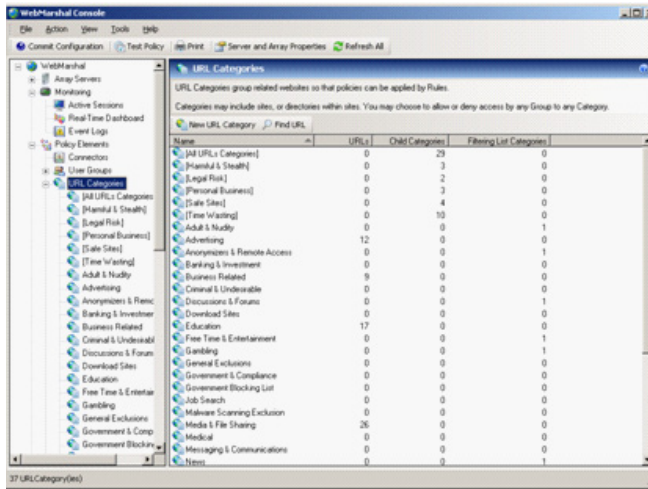 WebMarshal Console
File Action View Tools Help
Commit Configuration Test Policy Print Server and Array Properties Refresh All
WebMarshal
Array Servers
Monitoring
Active Sessions
Real-Time Dashboard
Event Logs
Policy Elements
Connectors
User Groups
URL Categories
[All URLs Categories
[Harmful & Stealth]
[Legal Risk]
[Personal Business]
[Safe Sites]
[Time Wasting]
Adult & Nudity
Advertising
Anonymizers & Remo
Banking & Investmer
Business Related
Criminal & Undesirabl
Discussions & Forum
Download Sites
Education
Free Time & Entertair
Gambling
General Exclusions
Government & Comp
Government Blockin
URL Categories
URL Categories group related websites so that policies can be applied by Rules.
Categories may include sites, or directories within sites. You may choose to allow or deny access by any Group to any Category.
New URL Category Find URL
Name URLs Child Categories Filtering List Categories
[All URLs Categories] 0 29 0
[Harmful & Stealth] 0 3 0
[Legal Risk] 0 2 0
[Personal Business] 0 3 0
[Safe Sites] 0 4 0
[Time Wasting] 0 10 0
Adult & Nudity 0 0 1
Advertising 12 0 0
Anonymizers & Remote Access 0 0 1
Banking & Investment 0 0 0
Business Related 9 0 0
Criminal & Undesirable 0 0 0
Discussions & Forums 0 0 1
Download Sites 0 0 0
Education 17 0 0
Free Time & Entertainment 0 0 1
Gambling 0 0 1
General Exclusions 0 0 0
Government & Compliance 0 0 0
Government Blocking List 0 0 0
Job Search 0 0 0
Malware Scanning Exclusion 0 0 0
Media & File Sharing 26 0 0
Medical 0 0 0
Messaging & Communications 0 0 0
News 0 0 1
37 URLCategory(ies)